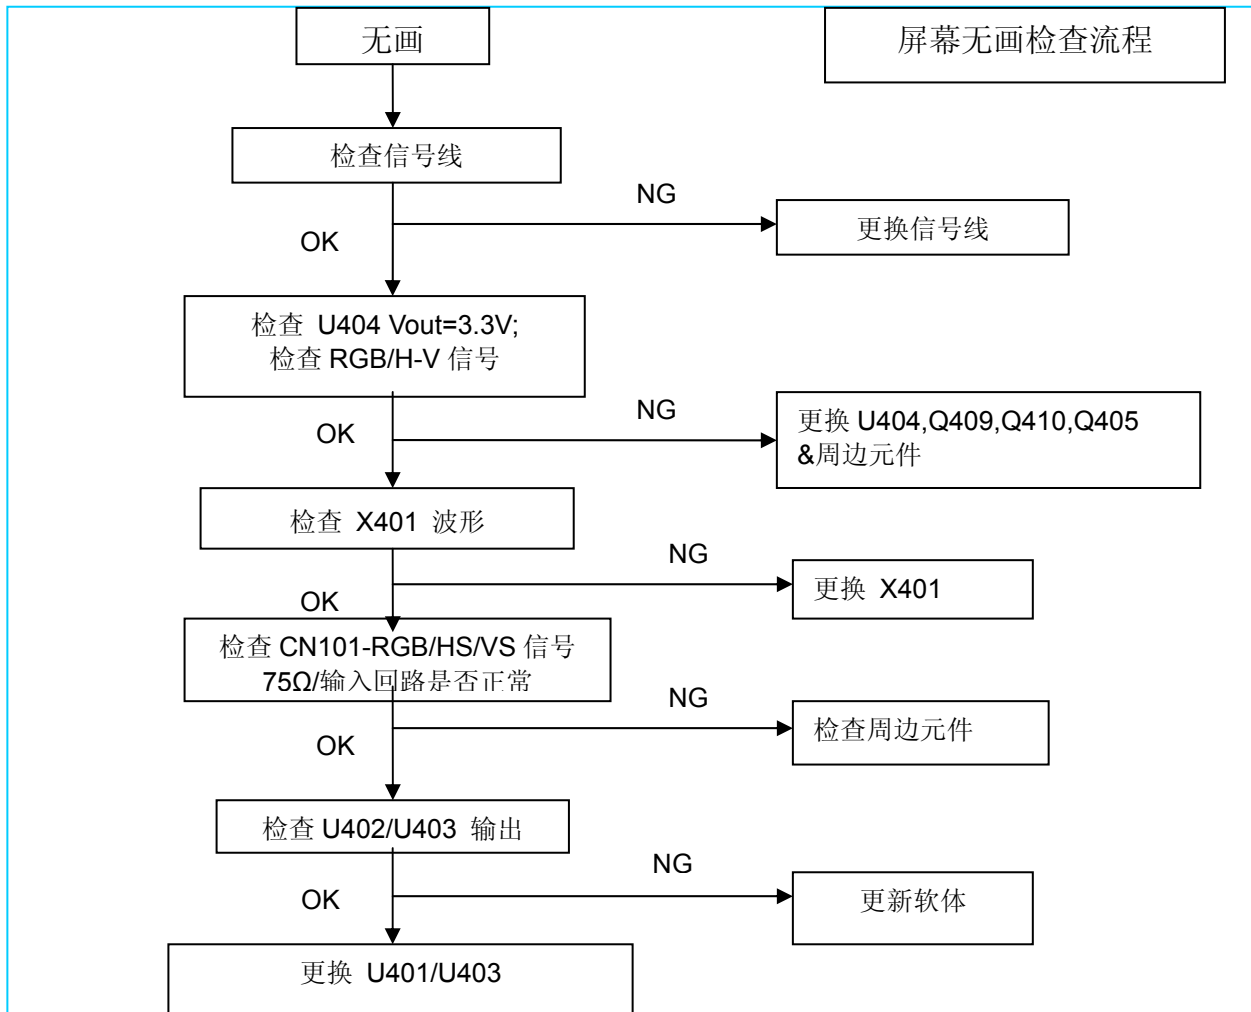 无画
屏幕无画检查流程
检查信号线
NG
更换信号线
OK
检查 U404 Vout=3.3V;
检查 RGB/H-V 信号
NG
更换 U404,Q409,Q410,Q405
&周边元件
OK
检查 X401 波形
NG
更换 X401
OK
检查 CN101-RGB/HS/VS 信号
75Ω/输入回路是否正常
NG
检查周边元件
OK
检查 U402/U403 输出
NG
更新软体
OK
更换 U401/U403